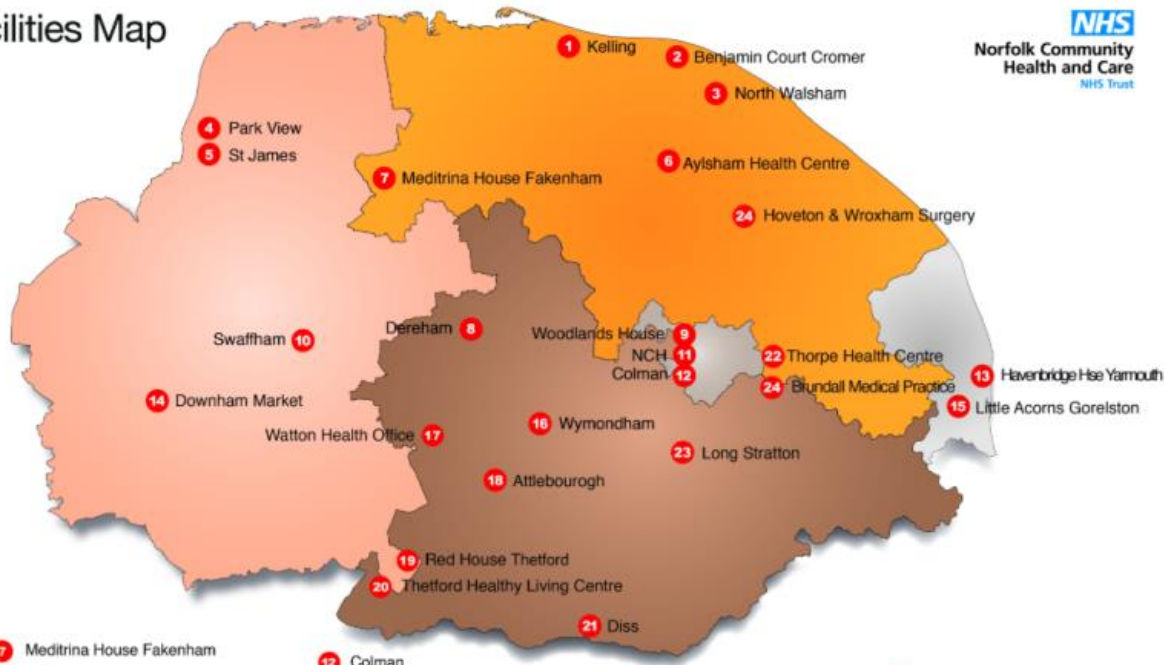 cilities Map
NHS
Norfolk Community
Health and Care
NHS Trust
1 Kelling
2 Benjamin Court Cromer
3 North Walsham
4 Park View
5 St James
6 Aylsham Health Centre
7 Meditrina House Fakenham
24 Hoveton & Wroxham Surgery
Dereham 8
Woodlands House 9
Swaffham 10
NCH 11
22 Thorpe Health Centre
Colman 12
13 Havenbridge Hse Yarmouth
24 Brundall Medical Practice
14 Downham Market
15 Little Acorns Gorelston
16 Wymondham
Watton Health Office 17
23 Long Stratton
18 Attlebourogh
19 Red House Thetford
20 Thetford Healthy Living Centre
21 Diss
7 Meditrina House Fakenham
12 Colman